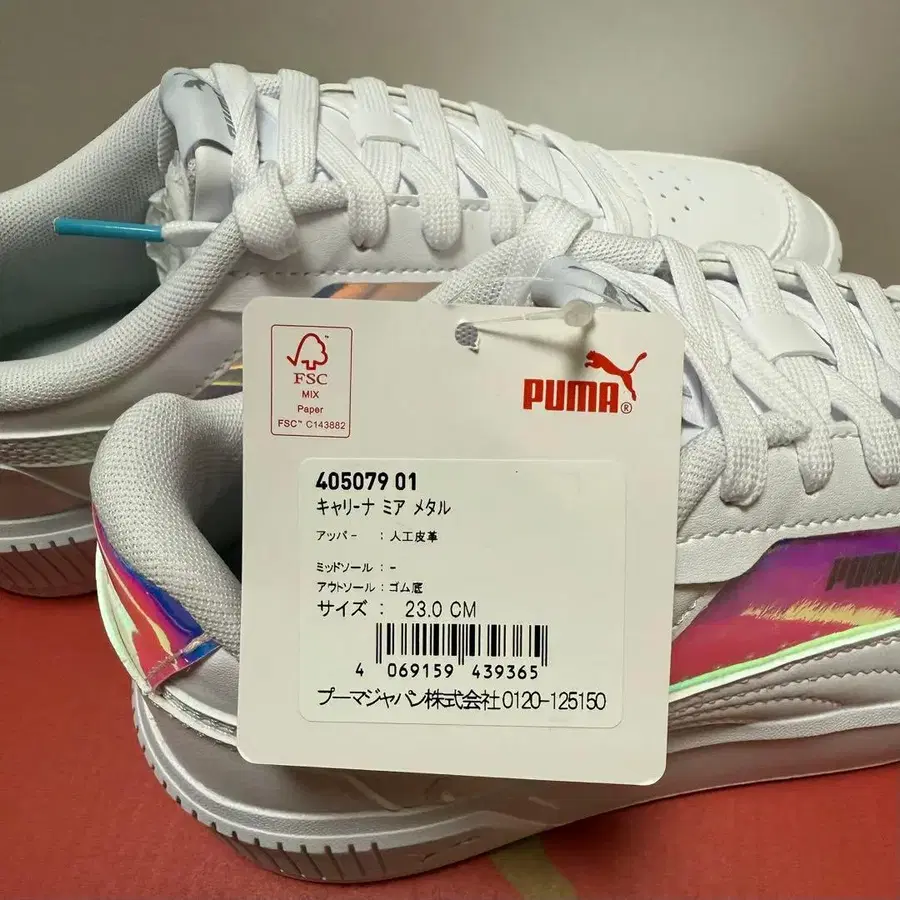 FSC
MIX
Paper
FSC™ C143882
PUMA®
405079 01
キャリーナ ミア メタル
アッパー : 人工皮革
ミッドソール : -
アウトソール : ゴム底
サイズ : 23.0 CM
4 069159 439365
プーマジャパン株式会社0120-125150
PUMA